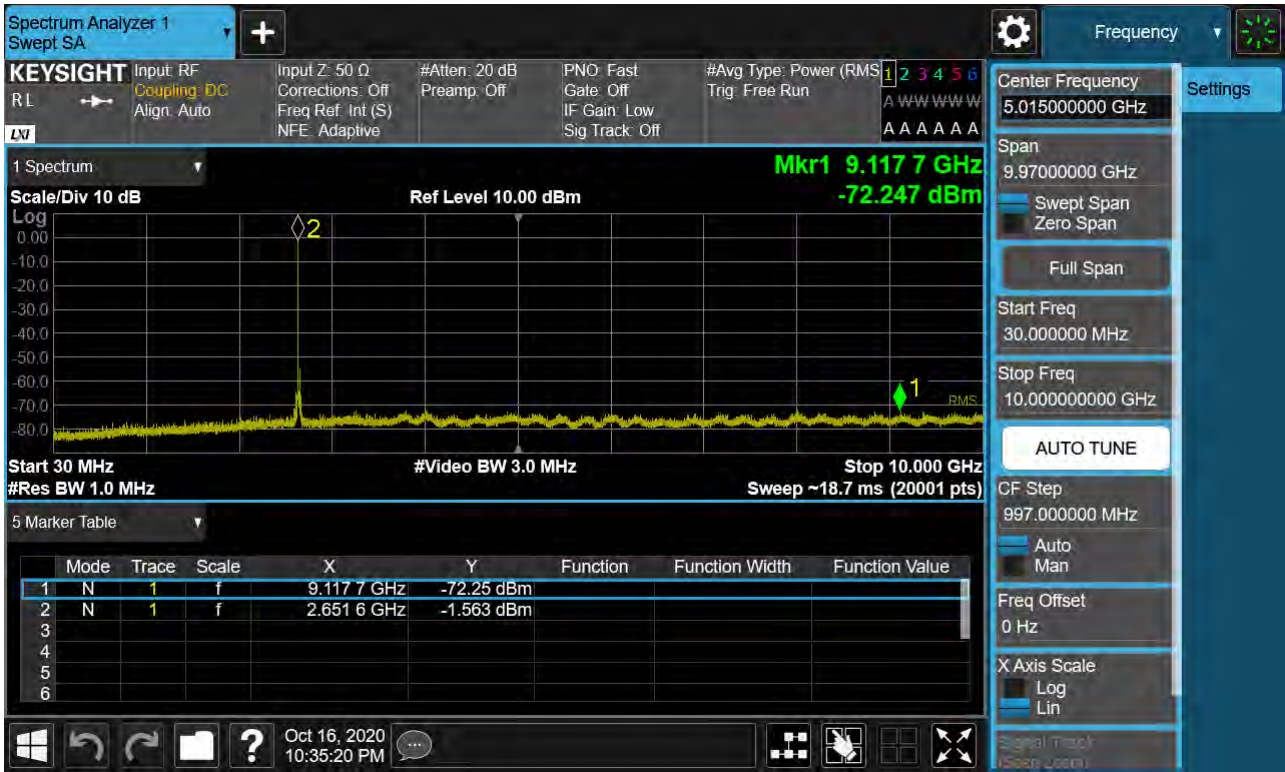 Spectrum Analyzer 1
Swept SA
Frequency
KEYSIGHT
RL
LXI
Input: RF
Coupling: DC
Align: Auto
Input Z: 50 Ω
Corrections: Off
Freq Ref: Int (S)
NFE: Adaptive
#Atten: 20 dB
Preamp: Off
PNO: Fast
Gate: Off
IF Gain: Low
Sig Track: Off
#Avg Type: Power (RMS
Trig: Free Run
1 2 3 4 5 6
A W W W W W
A A A A A A
1 Spectrum
Scale/Div 10 dB
Ref Level 10.00 dBm
Mkr1 9.117 7 GHz
-72.247 dBm
Log
0.00
-10.0
-20.0
-30.0
-40.0
-50.0
-60.0
-70.0
-80.0
2
1
RMS
Start 30 MHz
#Video BW 3.0 MHz
Stop 10.000 GHz
#Res BW 1.0 MHz
Sweep ~18.7 ms (20001 pts)
5 Marker Table
Mode Trace Scale X Y Function Function Width Function Value
1 N 1 f 9.117 7 GHz -72.25 dBm
2 N 1 f 2.651 6 GHz -1.563 dBm
3
4
5
6
Oct 16, 2020
10:35:20 PM
Center Frequency
5.015000000 GHz
Settings
Span
9.97000000 GHz
Swept Span
Zero Span
Full Span
Start Freq
30.000000 MHz
Stop Freq
10.000000000 GHz
AUTO TUNE
CF Step
997.000000 MHz
Auto
Man
Freq Offset
0 Hz
X Axis Scale
Log
Lin
Signal Track
(Span Zoom)